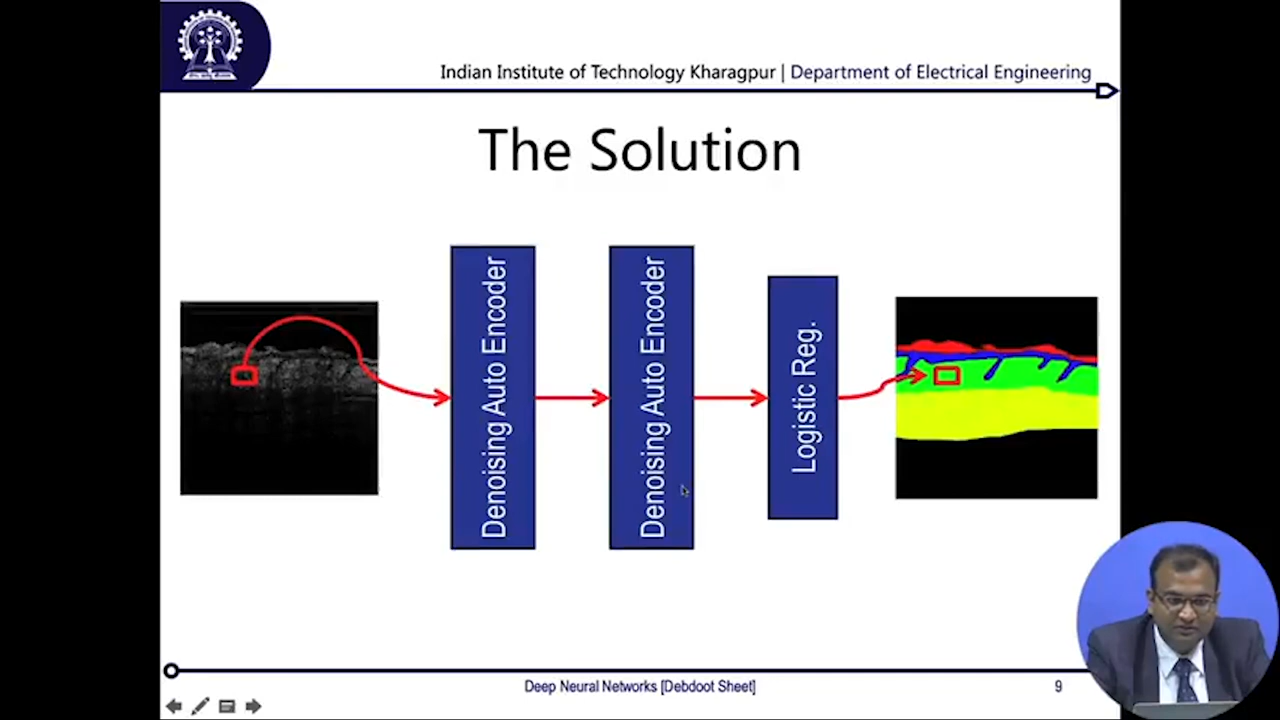 Indian Institute of Technology Kharagpur | Department of Electrical Engineering
The Solution
Denoising Auto Encoder
Denoising Auto Encoder
Logistic Reg.
Deep Neural Networks [Debdoot Sheet]
9